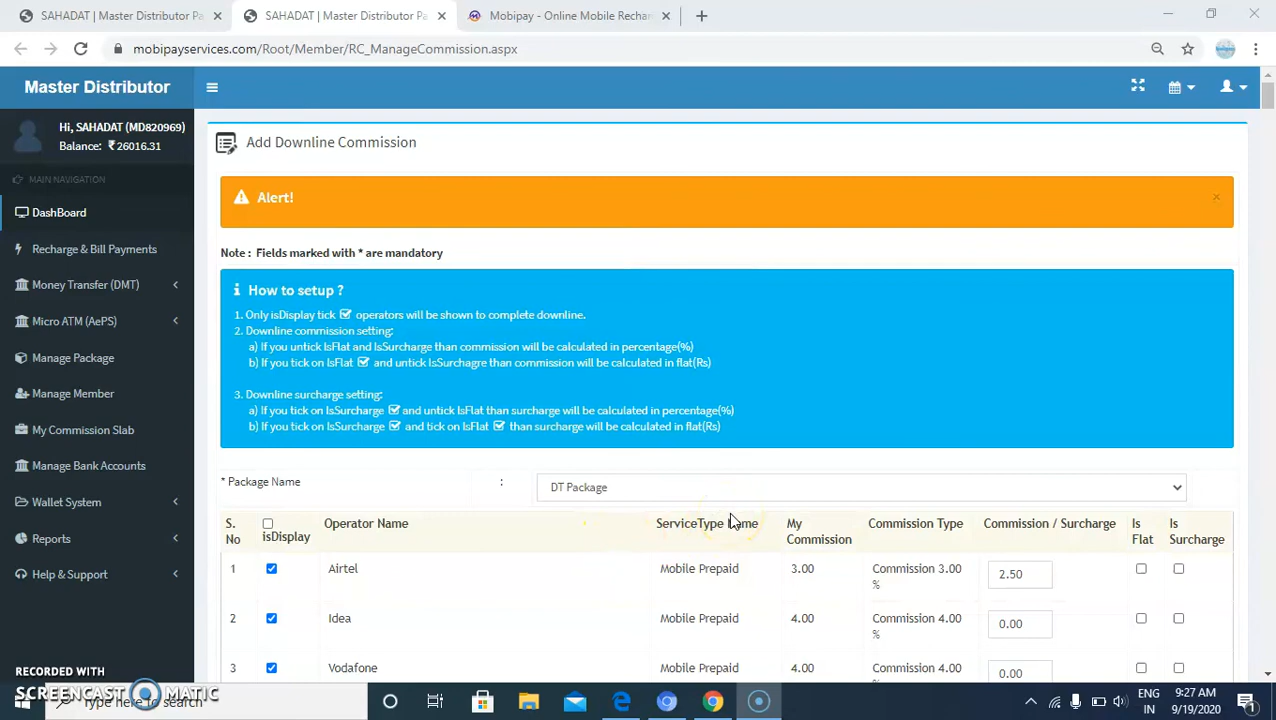 SAHADAT | Master Distributor Pa
SAHADAT | Master Distributor Pa
Mobipay - Online Mobile Rechar
mobipayservices.com/Root/Member/RC_ManageCommission.aspx
Master Distributor
Hi, SAHADAT (MD820969)
Balance: ₹ 26016.31
MAIN NAVIGATION
DashBoard
Recharge & Bill Payments
Money Transfer (DMT)
Micro ATM (AePS)
Manage Package
Manage Member
My Commission Slab
Manage Bank Accounts
Wallet System
Reports
Help & Support
Add Downline Commission
Alert!
×
Note : Fields marked with * are mandatory
How to setup ?
1. Only isDisplay tick operators will be shown to complete downline.
2. Downline commission setting:
a) If you untick IsFlat and IsSurcharge than commission will be calculated in percentage(%)
b) If you tick on IsFlat and untick IsSurchagre than commission will be calculated in flat(Rs)
3. Downline surcharge setting:
a) If you tick on IsSurcharge and untick IsFlat than surcharge will be calculated in percentage(%)
b) If you tick on IsSurcharge and tick on IsFlat than surcharge will be calculated in flat(Rs)
* Package Name : DT Package
S. No isDisplay Operator Name ServiceType Name My Commission Commission Type Commission / Surcharge Is Flat Is Surcharge
1 Airtel Mobile Prepaid 3.00 Commission 3.00 % 2.50
2 Idea Mobile Prepaid 4.00 Commission 4.00 % 0.00
3 Vodafone Mobile Prepaid 4.00 Commission 4.00 % 0.00
RECORDED WITH
SCREENCAST MATIC
Type here to search
ENG
IN
9:27 AM
9/19/2020
1